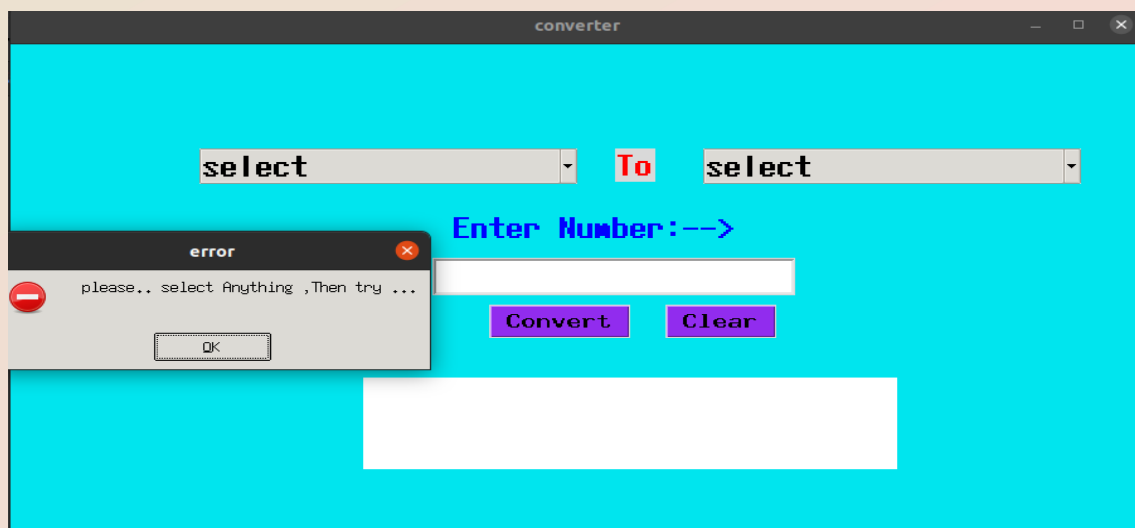 converter
select To select
Enter Number:-->
error
please.. select Anything ,Then try ...
OK
Convert Clear